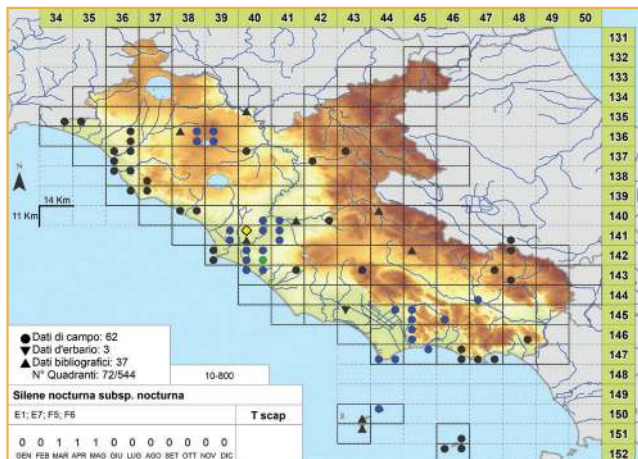 34 35 36 37 38 39 40 41 42 43 44 45 46 47 48 49 50
131
132
133
134
135
136
137
138
139
140
141
142
143
144
145
146
147
148
149
150
151
152
N
14 Km
11 Km
Dati di campo: 62
Dati d'erbario: 3
Dati bibliografici: 37
N° Quadranti: 72/544
10-800
Silene nocturna subsp. nocturna
E1; E7; F5; F6 T scap
0 0 1 1 1 0 0 0 0 0 0 0
GEN FEB MAR APR MAG GIU LUG AGO SET OTT NOV DIC